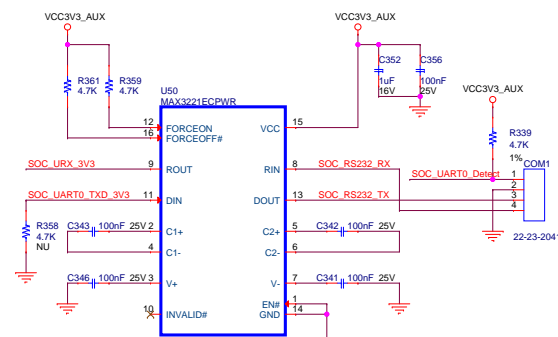 VCC3V3_AUX
VCC3V3_AUX
R361
4.7K
R359
4.7K
C352
1uF
16V
C356
100nF
25V
VCC3V3_AUX
U50
MAX3221ECPWR
R339
4.7K
1%
12
FORCEON
16
FORCEOFF#
VCC
15
COM1
SOC_URX_3V3
9
ROUT
RIN
8
SOC_RS232_RX
SOC_UART0_Detect
1
2
3
4
SOC_UART0_TXD_3V3
11
DIN
DOUT
13
SOC_RS232_TX
R358
4.7K
NU
C343
100nF
25V
2
C1+
C2+
5
C342
100nF
25V
22-23-2041
4
C1-
C2-
6
C346
100nF
25V
3
V+
V-
7
C341
100nF
25V
10
INVALID#
EN#
1
GND
14